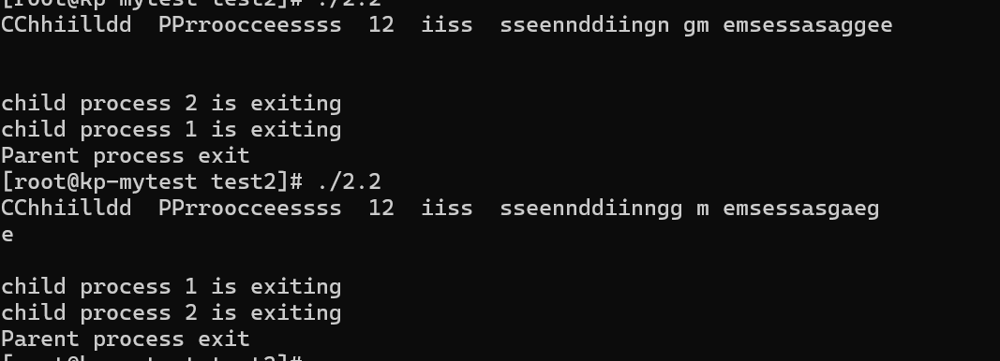 [root@kp-mytest test2]# ./2.2
CChhiilldd  PPrroocceessss  12  iiss  sseennddiingn gm emsessasaggee
child process 2 is exiting
child process 1 is exiting
Parent process exit
[root@kp-mytest test2]# ./2.2
CChhiilldd  PPrroocceessss  12  iiss  sseennddiinngg m emsessasgaeg
e
child process 1 is exiting
child process 2 is exiting
Parent process exit
[root@kp-mytest test2]#